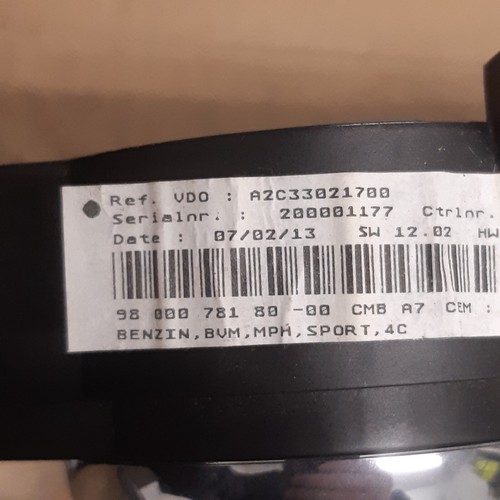 Ref. VDO : A2C33021700
Serialnr. : 200001177 Ctrlnr.
Date : 07/02/13 SW 12.02 HW
98 000 781 80 -00 CMB A7 CEM :
BENZIN,BVM,MPH,SPORT,4C